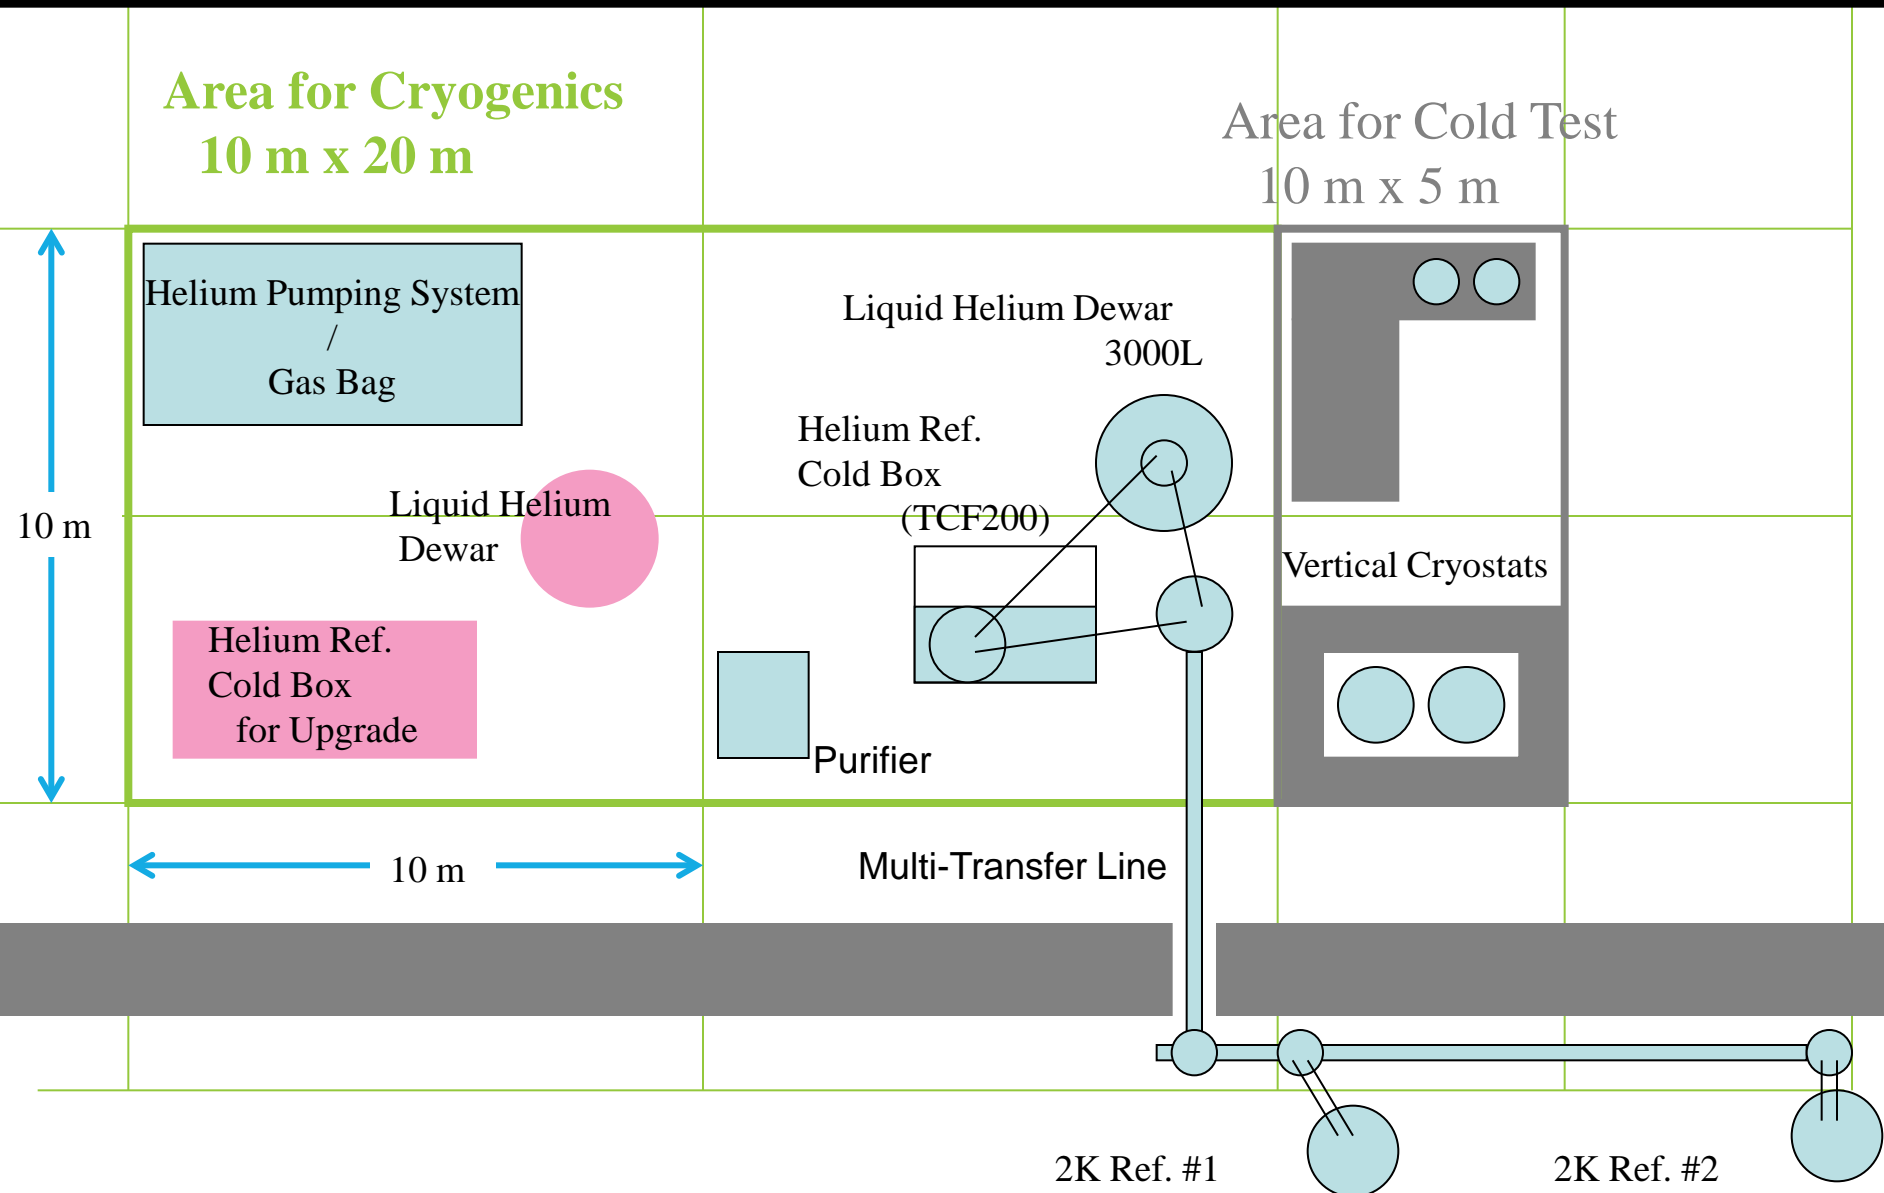 Area for Cryogenics
10 m x 20 m
Area for Cold Test
10 m x 5 m
Helium Pumping System
/
Gas Bag
Liquid Helium Dewar
3000L
Helium Ref.
Cold Box
(TCF200)
Liquid Helium
Dewar
10 m
Vertical Cryostats
Helium Ref.
Cold Box
for Upgrade
Purifier
10 m
Multi-Transfer Line
2K Ref. #1
2K Ref. #2